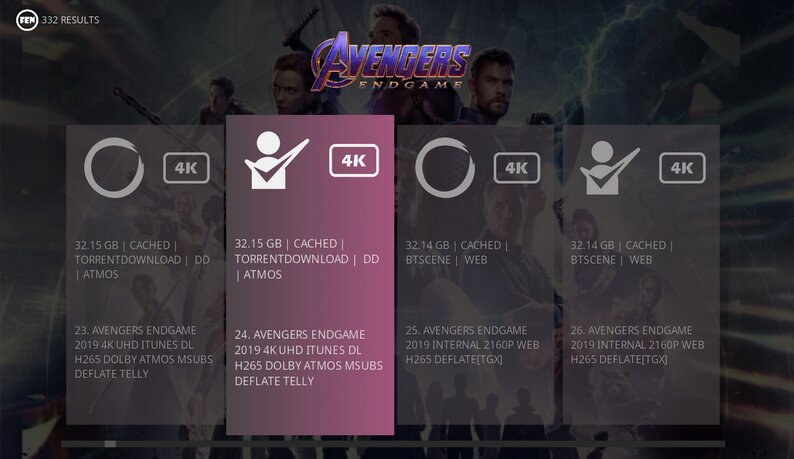 FEN 332 RESULTS
AVENGERS
ENDGAME
4K
32.15 GB | CACHED |
TORRENTDOWNLOAD | DD
| ATMOS
23. AVENGERS ENDGAME
2019 4K UHD ITUNES DL
H265 DOLBY ATMOS MSUBS
DEFLATE TELLY
4K
32.15 GB | CACHED |
TORRENTDOWNLOAD | DD
| ATMOS
24. AVENGERS ENDGAME
2019 4K UHD ITUNES DL
H265 DOLBY ATMOS MSUBS
DEFLATE TELLY
4K
32.14 GB | CACHED |
BTSCENE | WEB
25. AVENGERS ENDGAME
2019 INTERNAL 2160P WEB
H265 DEFLATE[TGX]
4K
32.14 GB | CACHED |
BTSCENE | WEB
26. AVENGERS ENDGAME
2019 INTERNAL 2160P WEB
H265 DEFLATE[TGX]